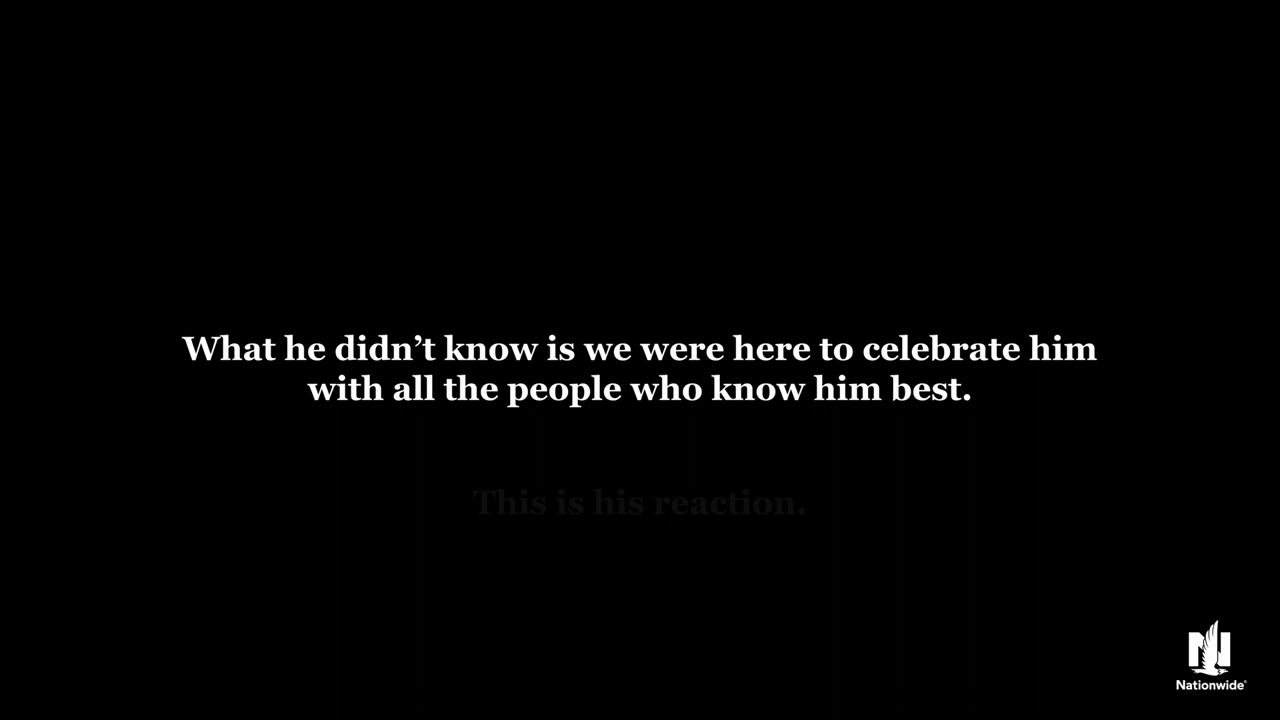 What he didn’t know is we were here to celebrate him
with all the people who know him best.
This is his reaction.
Nationwide®